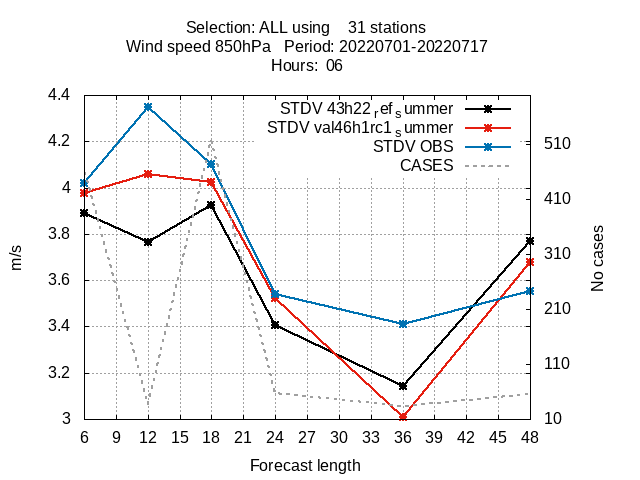 Selection: ALL using    31 stations
Wind speed 850hPa   Period: 20220701-20220717
Hours:  06
STDV 43h22_ref_summer
STDV val46h1rc1_summer
STDV OBS
CASES
4.4
4.2
4
3.8
3.6
3.4
3.2
3
m/s
510
410
310
210
110
10
No cases
6 9 12 15 18 21 24 27 30 33 36 39 42 45 48
Forecast length